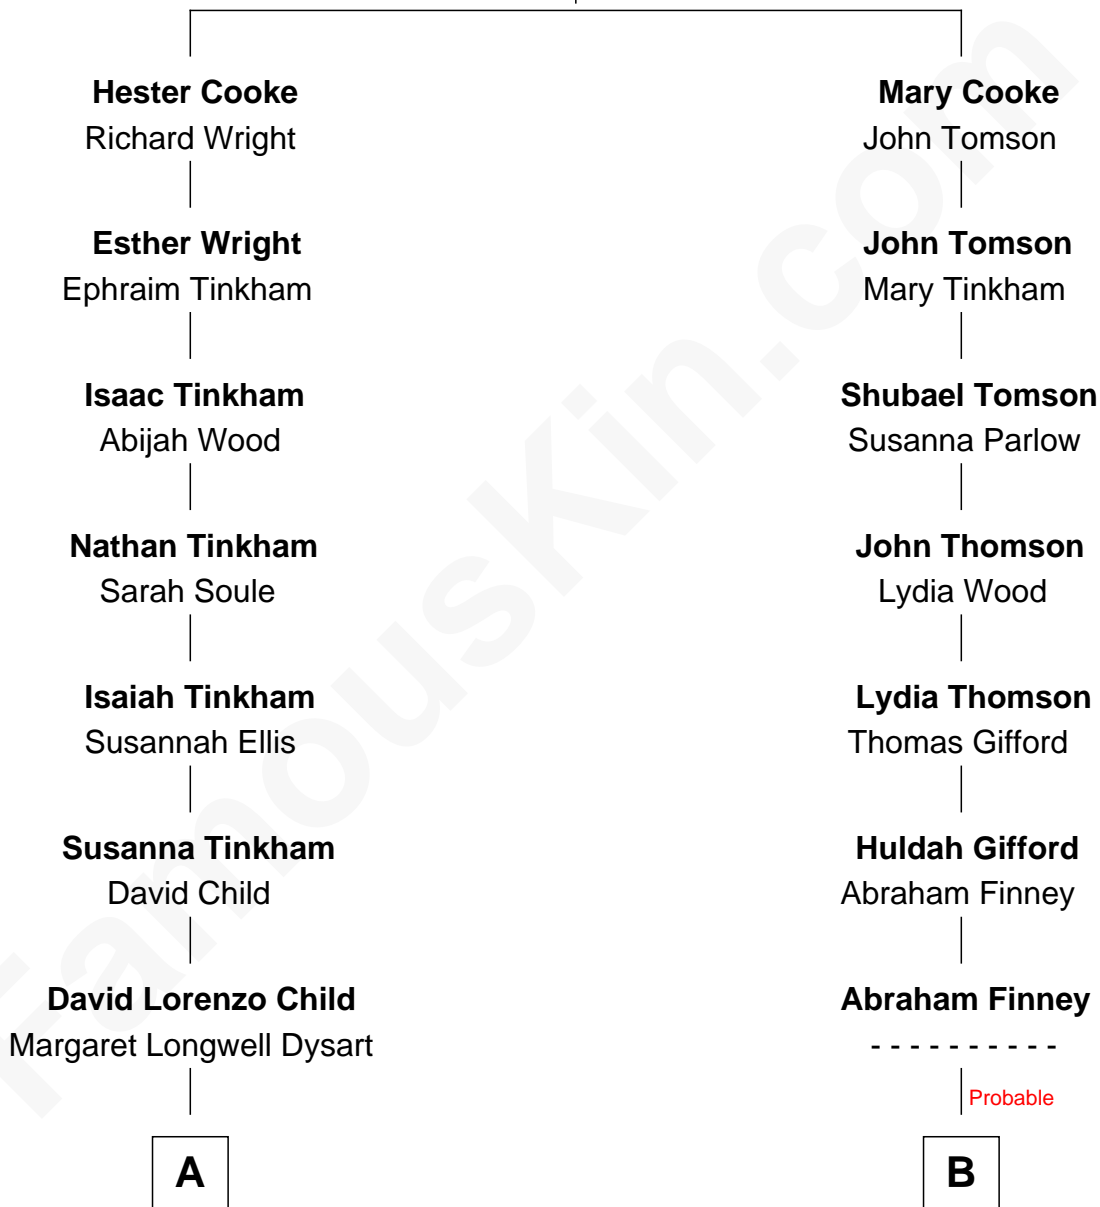 Hester Cooke
Richard Wright
Esther Wright
Ephraim Tinkham
Isaac Tinkham
Abijah Wood
Nathan Tinkham
Sarah Soule
Isaiah Tinkham
Susannah Ellis
Susanna Tinkham
David Child
David Lorenzo Child
Margaret Longwell Dysart
A
Mary Cooke
John Tomson
John Tomson
Mary Tinkham
Shubael Tomson
Susanna Parlow
John Thomson
Lydia Wood
Lydia Thomson
Thomas Gifford
Huldah Gifford
Abraham Finney
Abraham Finney
- - - - - - - - - -
Probable
B
FamousKin.com